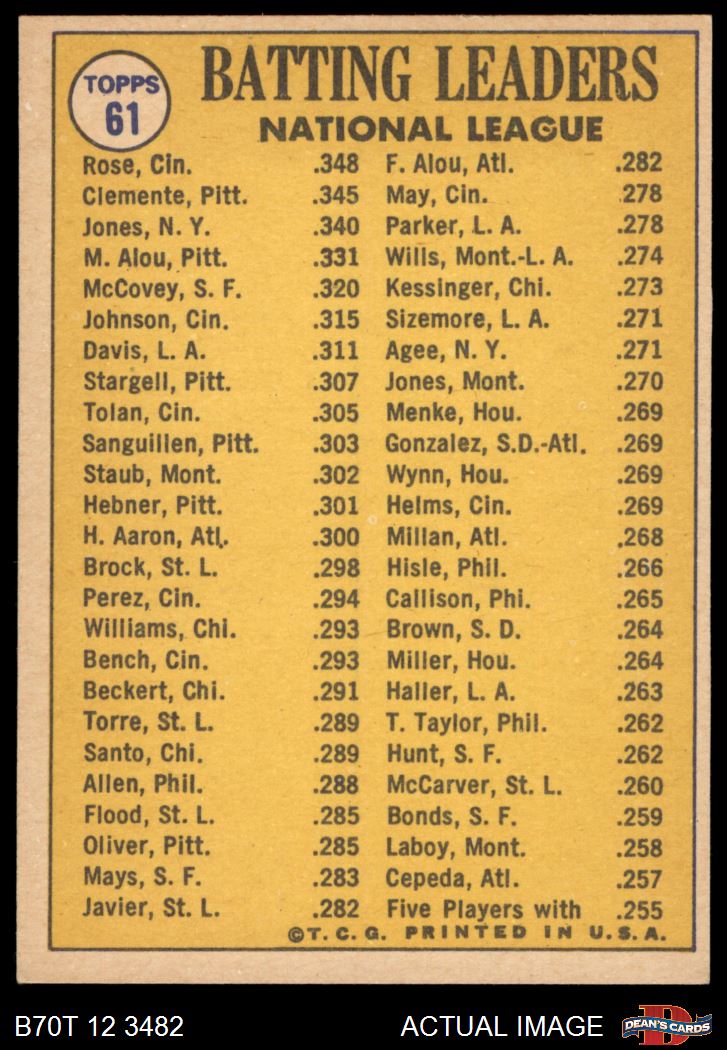 TOPPS
61
BATTING LEADERS
NATIONAL LEAGUE
Rose, Cin. .348 F. Alou, Atl. .282
Clemente, Pitt. .345 May, Cin. .278
Jones, N. Y. .340 Parker, L. A. .278
M. Alou, Pitt. .331 Wills, Mont.-L. A. .274
McCovey, S. F. .320 Kessinger, Chi. .273
Johnson, Cin. .315 Sizemore, L. A. .271
Davis, L. A. .311 Agee, N. Y. .271
Stargell, Pitt. .307 Jones, Mont. .270
Tolan, Cin. .305 Menke, Hou. .269
Sanguillen, Pitt. .303 Gonzalez, S.D.-Atl. .269
Staub, Mont. .302 Wynn, Hou. .269
Hebner, Pitt. .301 Helms, Cin. .269
H. Aaron, Atl. .300 Millan, Atl. .268
Brock, St. L. .298 Hisle, Phil. .266
Perez, Cin. .294 Callison, Phi. .265
Williams, Chi. .293 Brown, S. D. .264
Bench, Cin. .293 Miller, Hou. .264
Beckert, Chi. .291 Haller, L. A. .263
Torre, St. L. .289 T. Taylor, Phil. .262
Santo, Chi. .289 Hunt, S. F. .262
Allen, Phil. .288 McCarver, St. L. .260
Flood, St. L. .285 Bonds, S. F. .259
Oliver, Pitt. .285 Laboy, Mont. .258
Mays, S. F. .283 Cepeda, Atl. .257
Javier, St. L. .282 Five Players with .255
©T. C. G. PRINTED IN U. S. A.
B70T 12 3482 ACTUAL IMAGE D DEAN'S CARDS